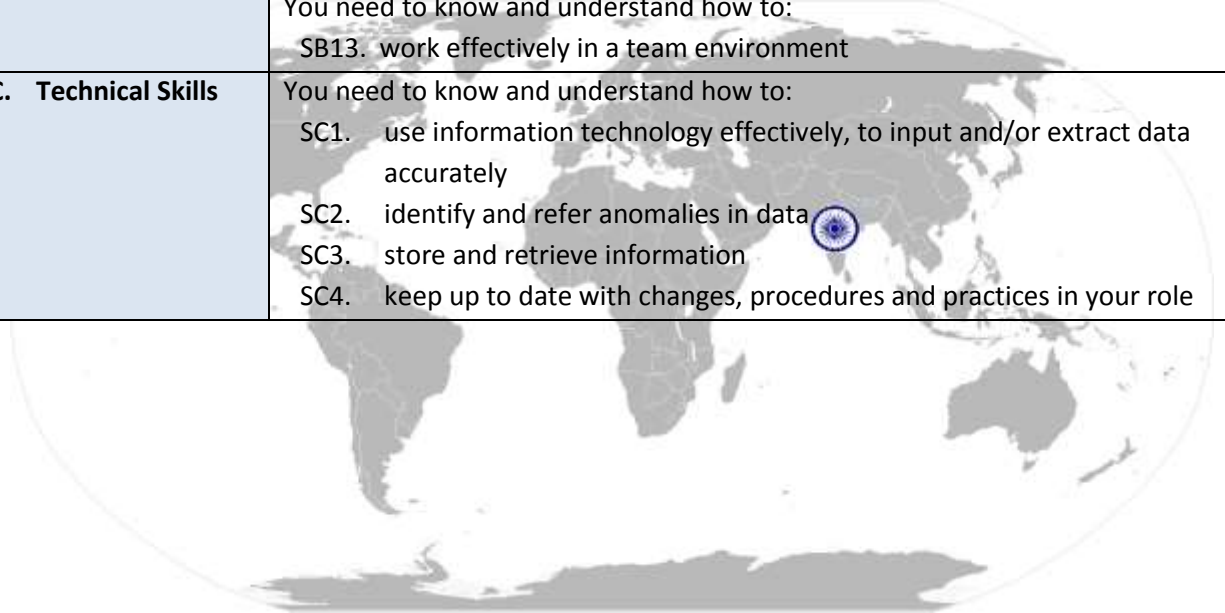 You need to know and understand how to:
SB13. work effectively in a team environment
C. Technical Skills
You need to know and understand how to:
SC1. use information technology effectively, to input and/or extract data
accurately
SC2. identify and refer anomalies in data
SC3. store and retrieve information
SC4. keep up to date with changes, procedures and practices in your role